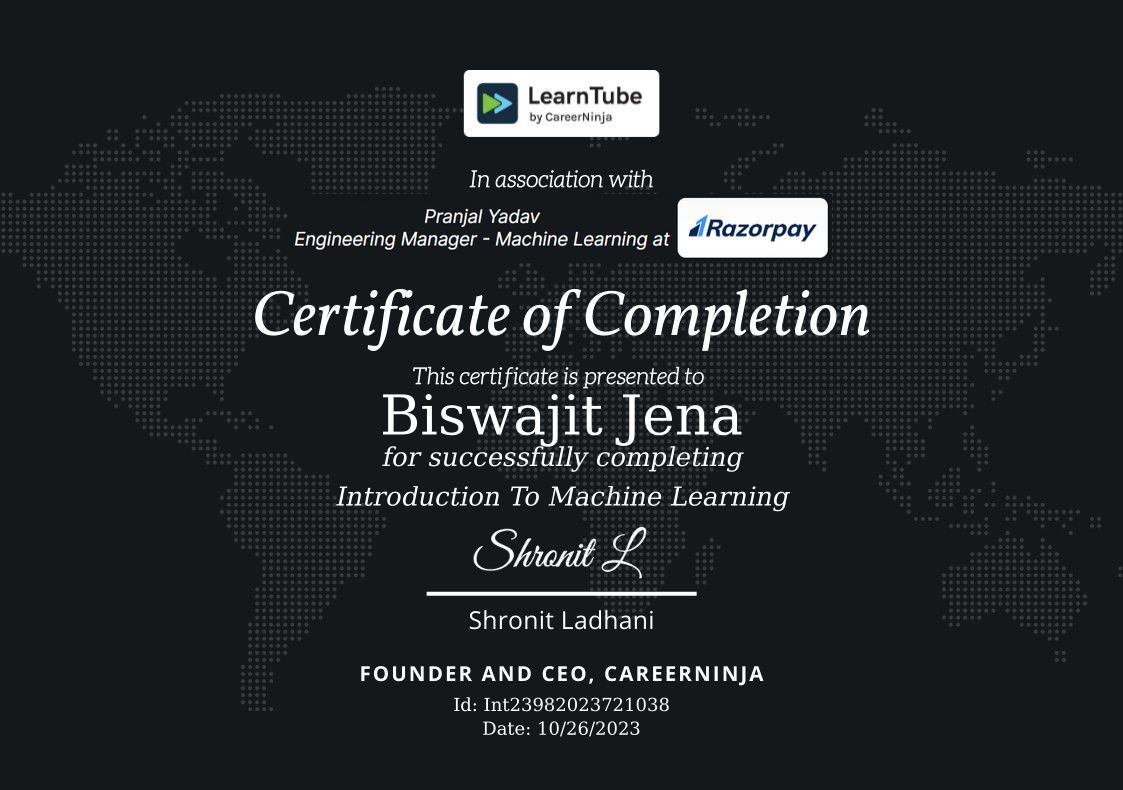 LearnTube
by CareerNinja
In association with
Pranjal Yadav
Engineering Manager - Machine Learning at
Razorpay
Certificate of Completion
This certificate is presented to
Biswajit Jena
for successfully completing
Introduction To Machine Learning
Shronit L
Shronit Ladhani
FOUNDER AND CEO, CAREERNINJA
Id: Int23982023721038
Date: 10/26/2023